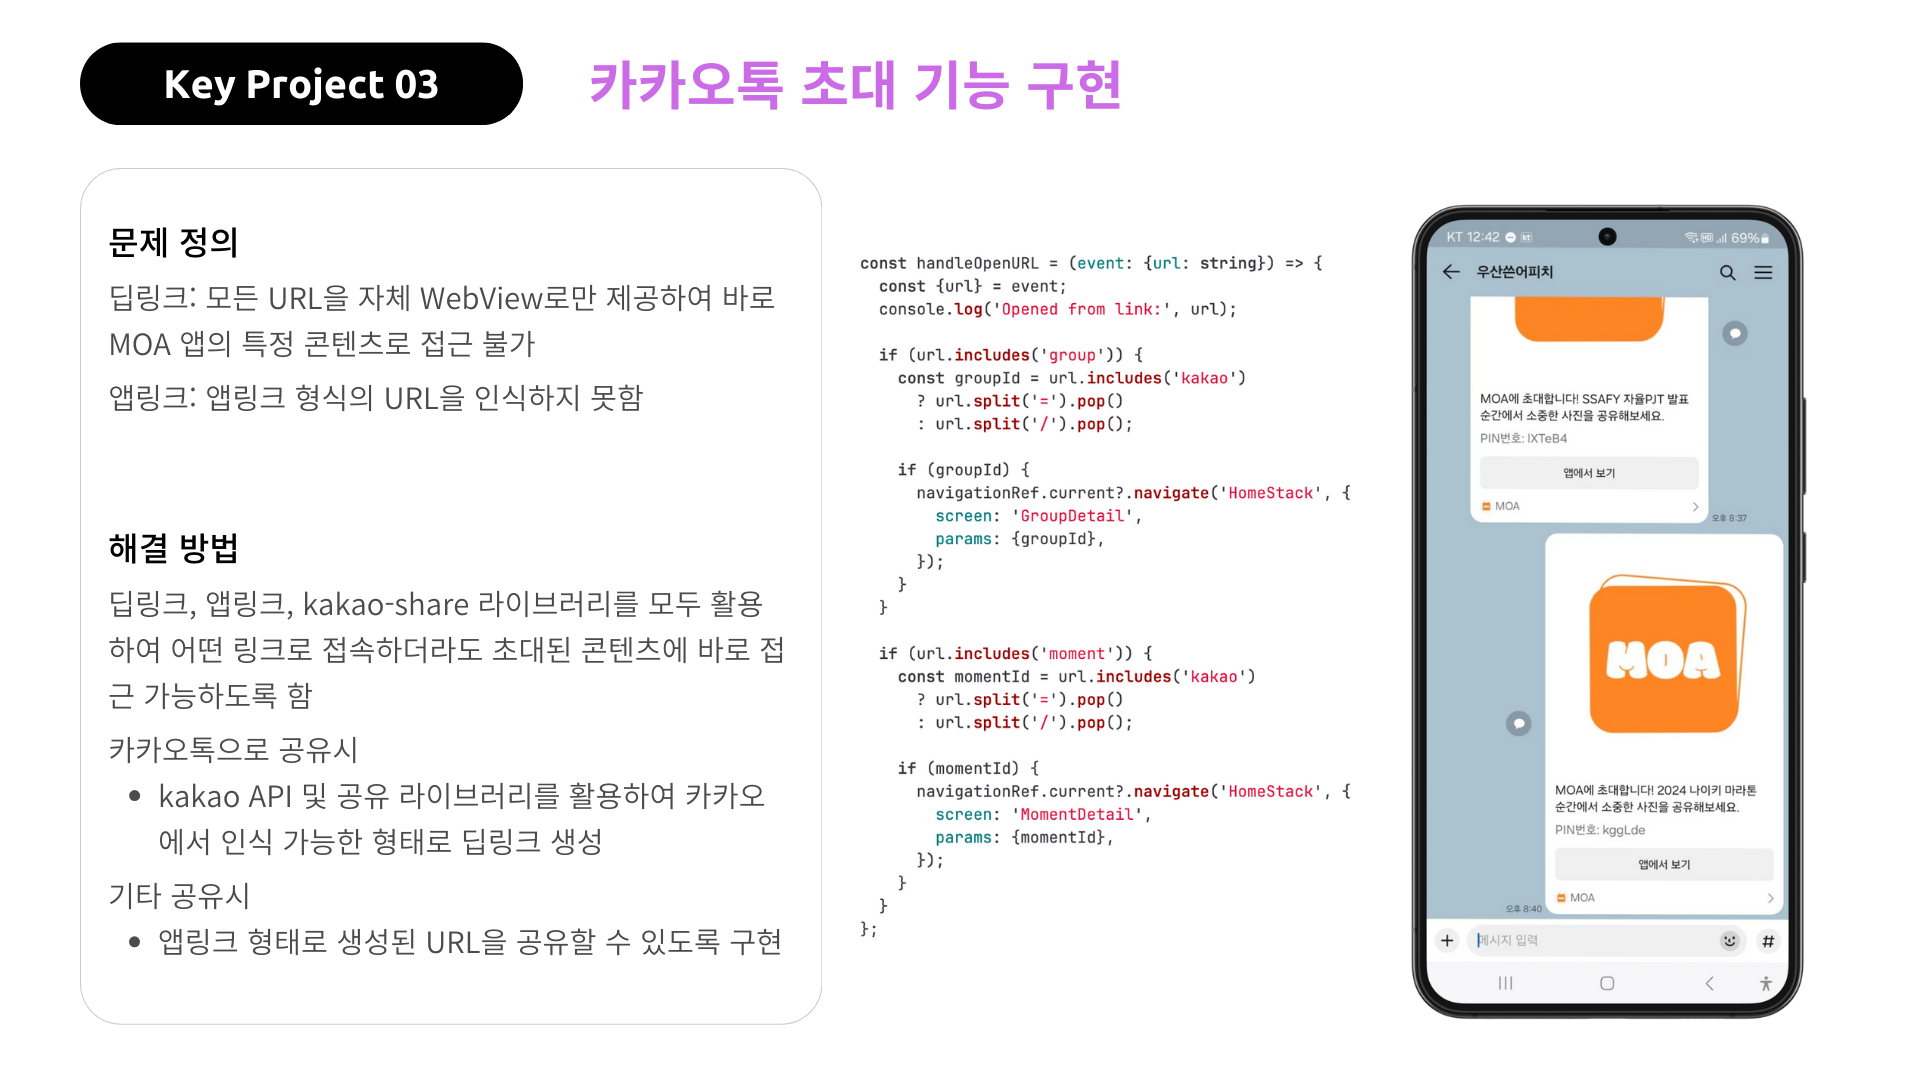 Key Project 03
카카오톡 초대 기능 구현
문제 정의
딥링크: 모든 URL을 자체 WebView로만 제공하여 바로
MOA 앱의 특정 콘텐츠로 접근 불가
앱링크: 앱링크 형식의 URL을 인식하지 못함
해결 방법
딥링크, 앱링크, kakao-share 라이브러리를 모두 활용
하여 어떤 링크로 접속하더라도 초대된 콘텐츠에 바로 접
근 가능하도록 함
카카오톡으로 공유시
• kakao API 및 공유 라이브러리를 활용하여 카카오
에서 인식 가능한 형태로 딥링크 생성
기타 공유시
• 앱링크 형태로 생성된 URL을 공유할 수 있도록 구현
const handleOpenURL = (event: {url: string}) => {
  const {url} = event;
  console.log('Opened from link:', url);
  if (url.includes('group')) {
    const groupId = url.includes('kakao')
      ? url.split('=').pop()
      : url.split('/').pop();
    if (groupId) {
      navigationRef.current?.navigate('HomeStack', {
        screen: 'GroupDetail',
        params: {groupId},
      });
    }
  }
  if (url.includes('moment')) {
    const momentId = url.includes('kakao')
      ? url.split('=').pop()
      : url.split('/').pop();
    if (momentId) {
      navigationRef.current?.navigate('HomeStack', {
        screen: 'MomentDetail',
        params: {momentId},
      });
    }
  }
};
KT 12:42 kt HD 69%
우산쓴어피치
MOA에 초대합니다! SSAFY 자율PJT 발표
순간에서 소중한 사진을 공유해보세요.
PIN번호: IXTeB4
앱에서 보기
MOA
오후 8:37
MOA
MOA에 초대합니다! 2024 나이키 마라톤
순간에서 소중한 사진을 공유해보세요.
PIN번호: kggLde
앱에서 보기
MOA
오후 8:40
+ 메시지 입력 #